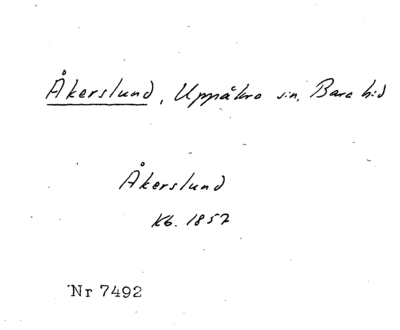 Åkerslund, Uppåkra s:n, Bara h:d
Åkerslund
Kb. 1857
Nr 7492